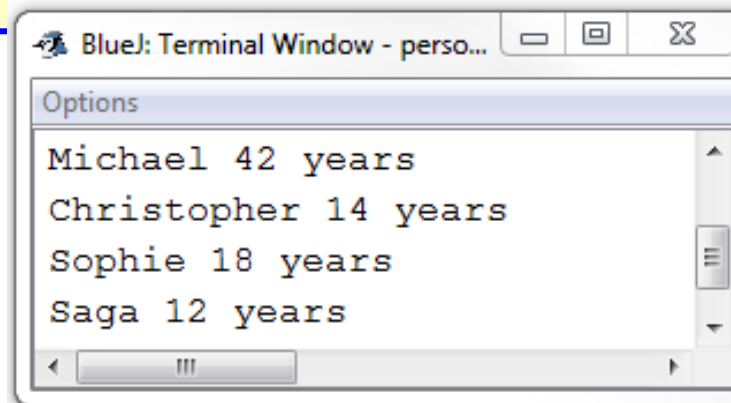 BlueJ: Terminal Window - perso...
Options
Michael 42 years
Christopher 14 years
Sophie 18 years
Saga 12 years